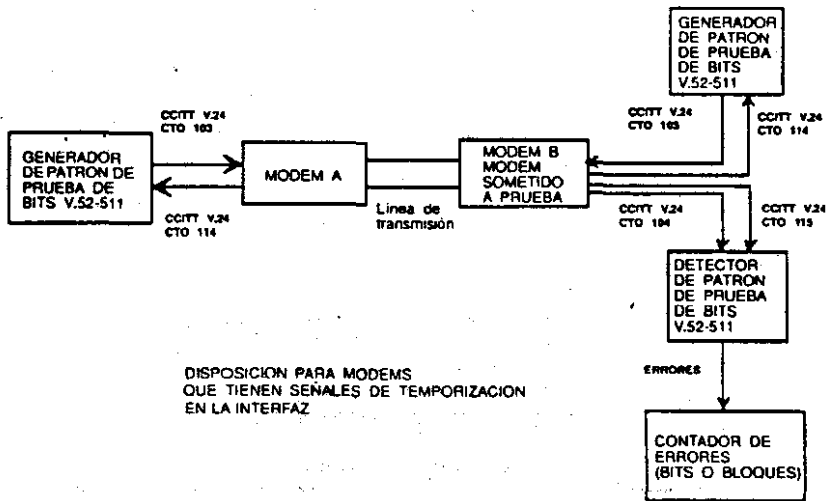 GENERADOR
DE PATRON
DE PRUEBA
DE BITS
V.52-511
CCITT V.24
CTO 103
CCITT V.24
CTO 114
CCITT V.24
CTO 103
GENERADOR
DE PATRON DE
PRUEBA DE
BITS V.52-511
CCITT V.24
CTO 114
MODEM A
Línea de
transmisión
MODEM B
MODEM
SOMETIDO
A PRUEBA
CCITT V.24
CTO 104
CCITT V.24
CTO 115
DETECTOR
DE PATRON
DE PRUEBA
DE BITS
V.52-511
ERRORES
CONTADOR DE
ERRORES
(BITS O BLOQUES)
DISPOSICION PARA MODEMS
QUE TIENEN SEÑALES DE TEMPORIZACION
EN LA INTERFAZ